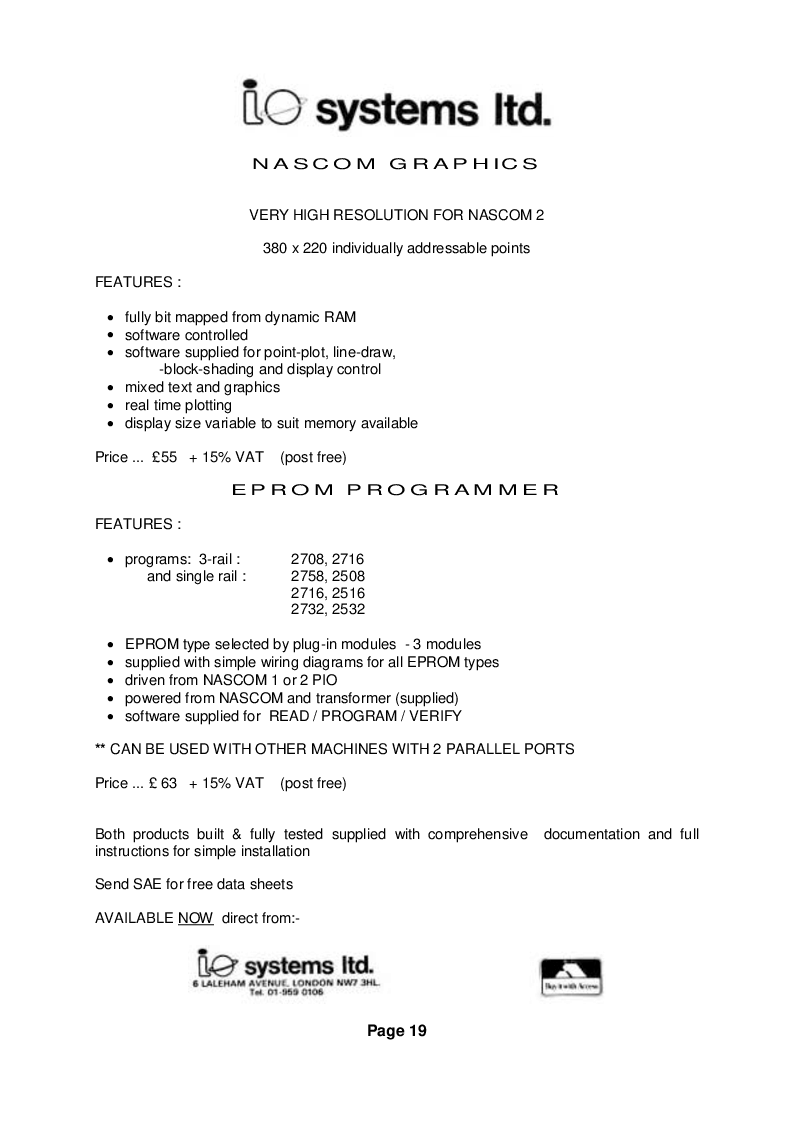 io systems ltd.
NASCOM GRAPHICS
VERY HIGH RESOLUTION FOR NASCOM 2
380 x 220 individually addressable points
FEATURES :
• fully bit mapped from dynamic RAM
• software controlled
• software supplied for point-plot, line-draw,
-block-shading and display control
• mixed text and graphics
• real time plotting
• display size variable to suit memory available
Price ... £55 + 15% VAT (post free)
EPROM PROGRAMMER
FEATURES :
• programs: 3-rail : 2708, 2716
and single rail : 2758, 2508
2716, 2516
2732, 2532
• EPROM type selected by plug-in modules - 3 modules
• supplied with simple wiring diagrams for all EPROM types
• driven from NASCOM 1 or 2 PIO
• powered from NASCOM and transformer (supplied)
• software supplied for READ / PROGRAM / VERIFY
** CAN BE USED WITH OTHER MACHINES WITH 2 PARALLEL PORTS
Price ... £ 63 + 15% VAT (post free)
Both products built & fully tested supplied with comprehensive documentation and full
instructions for simple installation
Send SAE for free data sheets
AVAILABLE NOW direct from:-
io systems ltd.
6 LALEHAM AVENUE, LONDON NW7 3HL.
Tel. 01-959 0106
Buy it with Access
Page 19